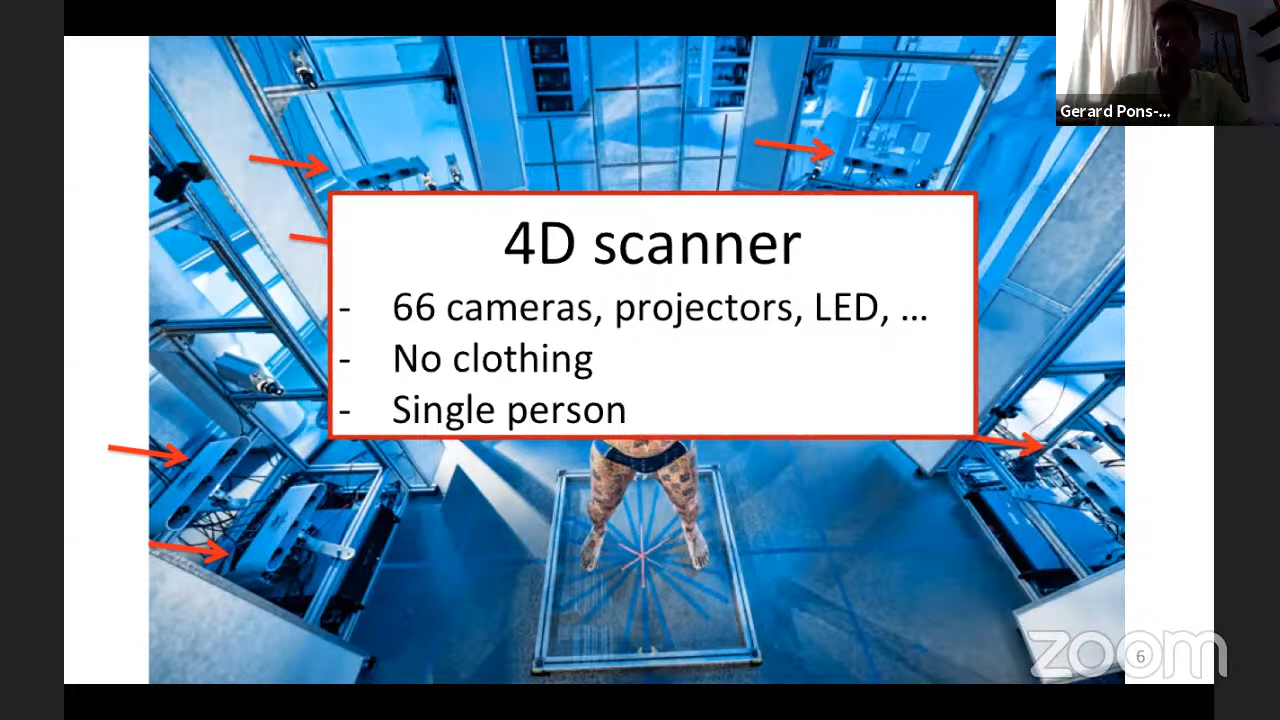 Gerard Pons-...
4D scanner
- 66 cameras, projectors, LED, ...
- No clothing
- Single person
zoom
6